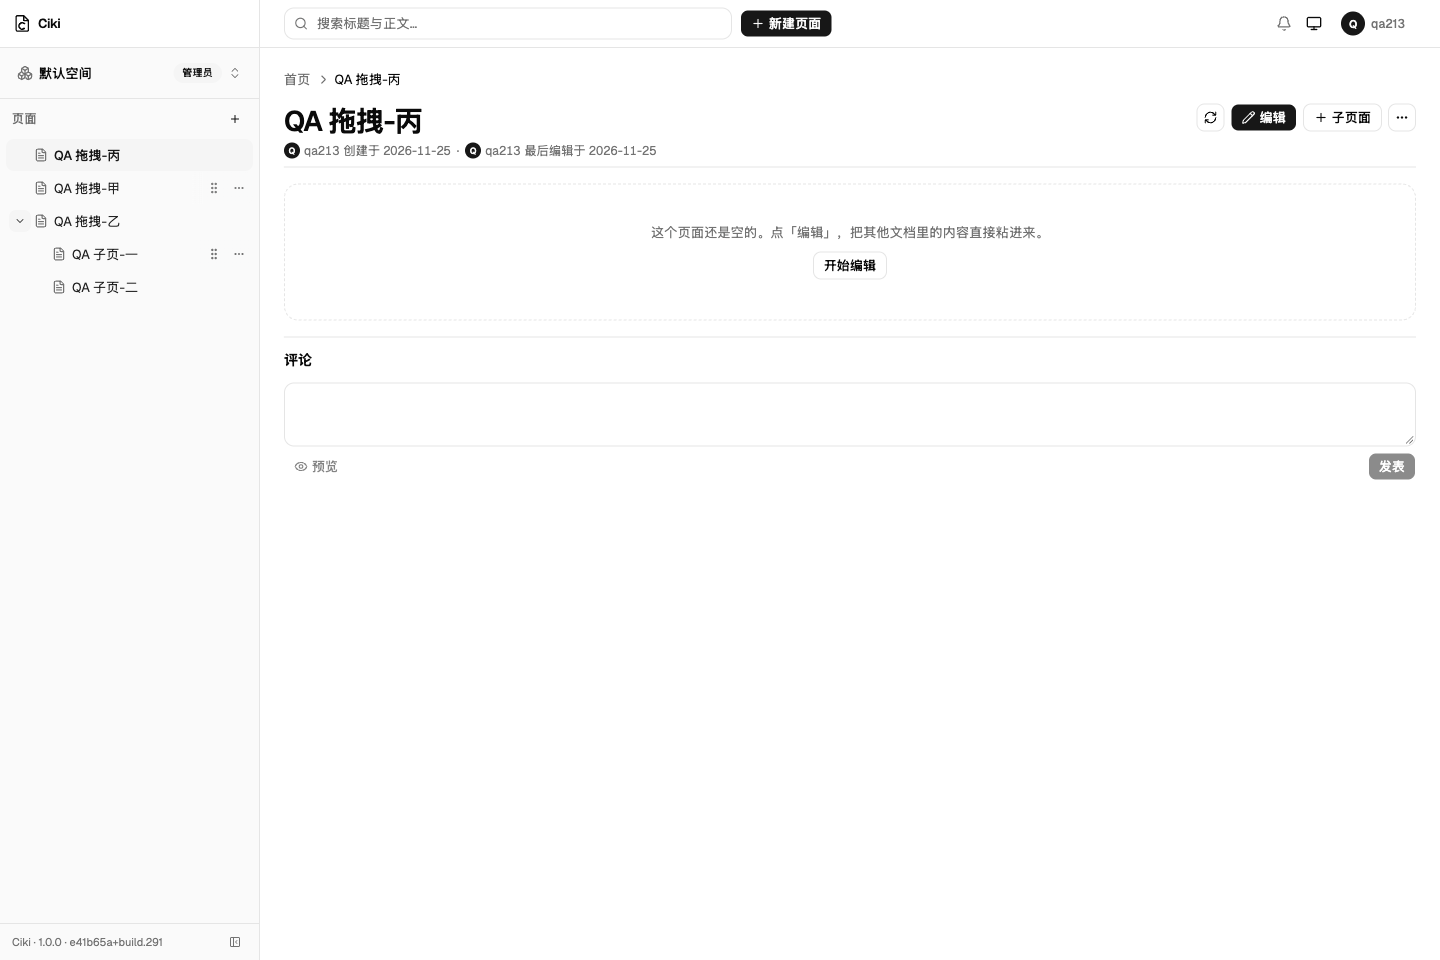 Ciki
搜索标题与正文…
新建页面
Q qa213
默认空间
管理员
页面
QA 拖拽-丙
QA 拖拽-甲
QA 拖拽-乙
QA 子页-一
QA 子页-二
首页 > QA 拖拽-丙
QA 拖拽-丙
编辑
子页面
Q qa213 创建于 2026-11-25 · Q qa213 最后编辑于 2026-11-25
这个页面还是空的。点「编辑」，把其他文档里的内容直接粘进来。
开始编辑
评论
预览
发表
Ciki · 1.0.0 · e41b65a+build.291